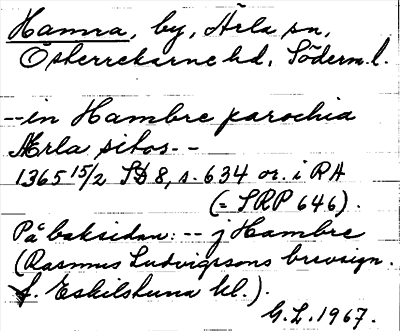 Hamra, by, Ärla sn,
Österrekarne hd, Söderm. l.
--in Hambre parochia
Ærla sitos--
1365 15/2 SD 8, s. 634 or. i RA
(= SRP 646).
På baksidan: -- j Hambre
(Rasmus Ludvigssons brevsign.
f. Eskilstuna kl.).
G.L. 1967.